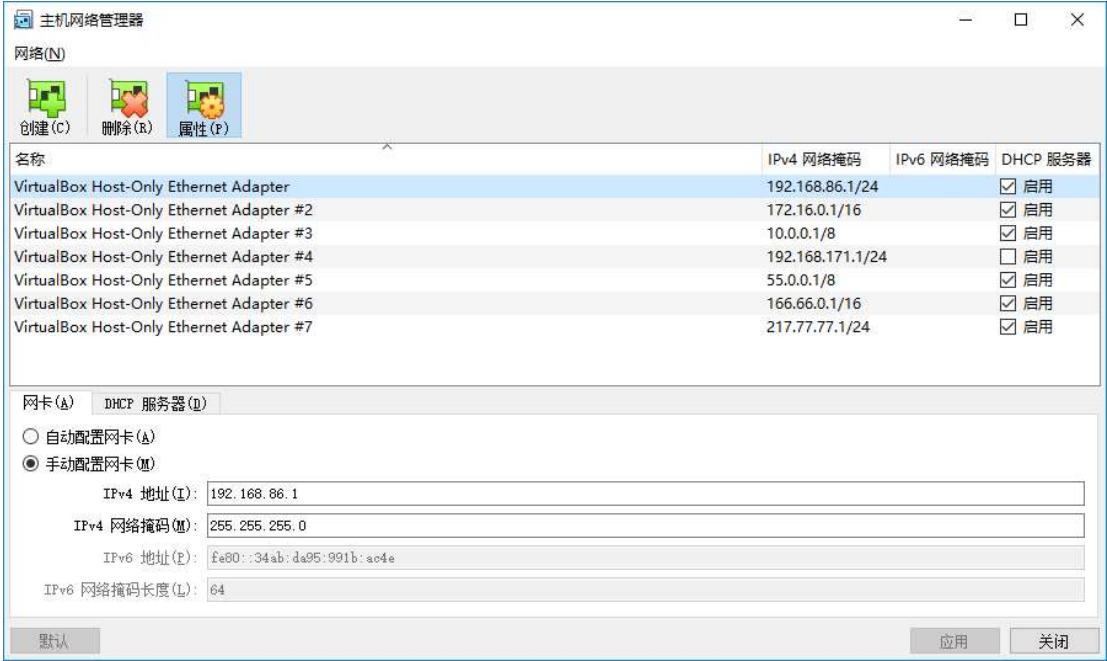 主机网络管理器
网络(N)
创建(C) 删除(R) 属性(P)
名称 IPv4 网络掩码 IPv6 网络掩码 DHCP 服务器
VirtualBox Host-Only Ethernet Adapter 192.168.86.1/24 启用
VirtualBox Host-Only Ethernet Adapter #2 172.16.0.1/16 启用
VirtualBox Host-Only Ethernet Adapter #3 10.0.0.1/8 启用
VirtualBox Host-Only Ethernet Adapter #4 192.168.171.1/24 启用
VirtualBox Host-Only Ethernet Adapter #5 55.0.0.1/8 启用
VirtualBox Host-Only Ethernet Adapter #6 166.66.0.1/16 启用
VirtualBox Host-Only Ethernet Adapter #7 217.77.77.1/24 启用
网卡(A) DHCP 服务器(D)
自动配置网卡(A)
手动配置网卡(M)
IPv4 地址(I): 192.168.86.1
IPv4 网络掩码(M): 255.255.255.0
IPv6 地址(P): fe80::34ab:da95:991b:ac4e
IPv6 网络掩码长度(L): 64
默认 应用 关闭